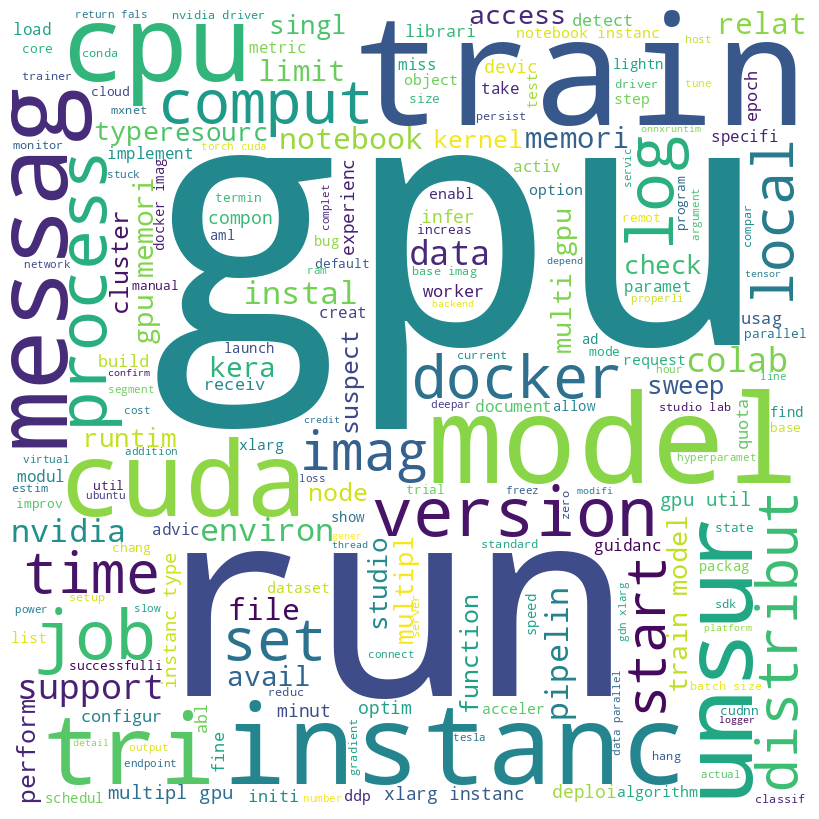 return fals
nvidia driver
load
core
conda
cpu
singl
librari
access
detect
notebook instanc
host
relat
trainer
metric
limit
miss
object
size
devic
take
test
lightn
driver
step
tune
epoch
cloud
mxnet
comput
train
persist
onnxruntim
monitor
messag
typeresourc
torch cuda
notebook
kernel
memori
specifi
stuck
implement
process
gpu memori
docker imag
termin
compon
aml
bug
complet
experienc
default
enabl
increas
infer
activ
option
servic
log
program
argument
compar
local
remot
tensor
data
base imag
multi gpu
check
paramet
properli
gpu
network
cluster
manual
instal
creat
worker
depend
backend
usag
parallel
build
confirm
launch
kera
receiv
suspect
current
docker
ad
mode
request
hour
colab
line
segment
cost
document
allow
sweep
deepar
studio lab
quota
find
base
runtim
credit
imag
model
virtual
modul
addition
xlarg
hyperparamet
estim
util
cuda
loss
trial
freez
zero
modifi
improv
ubuntu
node
show
version
gpu util
state
nvidia
advic
environ
gener
thread
studio
multipl
server
standard
guidanc
packag
chang
time
instanc type
dataset
file
start
train model
unsur
sdk
distribut
power
setup
slow
job
set
function
speed
pipelin
gdn xlarg
platform
list
successfulli
connect
support
avail
reduc
batch size
cudnn
logger
perform
configur
abl
minut
optim
acceler
data parallel
tri
instanc
fine
gradient
tesla
hang
detail
output
endpoint
actual
schedul
multipl gpu
initi
number
ddp
xlarg instanc
deploi
algorithm
classif
run
ram